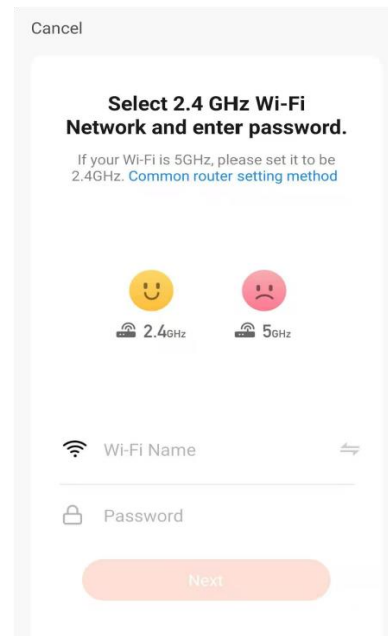 Cancel
Select 2.4 GHz Wi-Fi
Network and enter password.
If your Wi-Fi is 5GHz, please set it to be
2.4GHz. Common router setting method
2.4GHz 5GHz
Wi-Fi Name
Password
Next